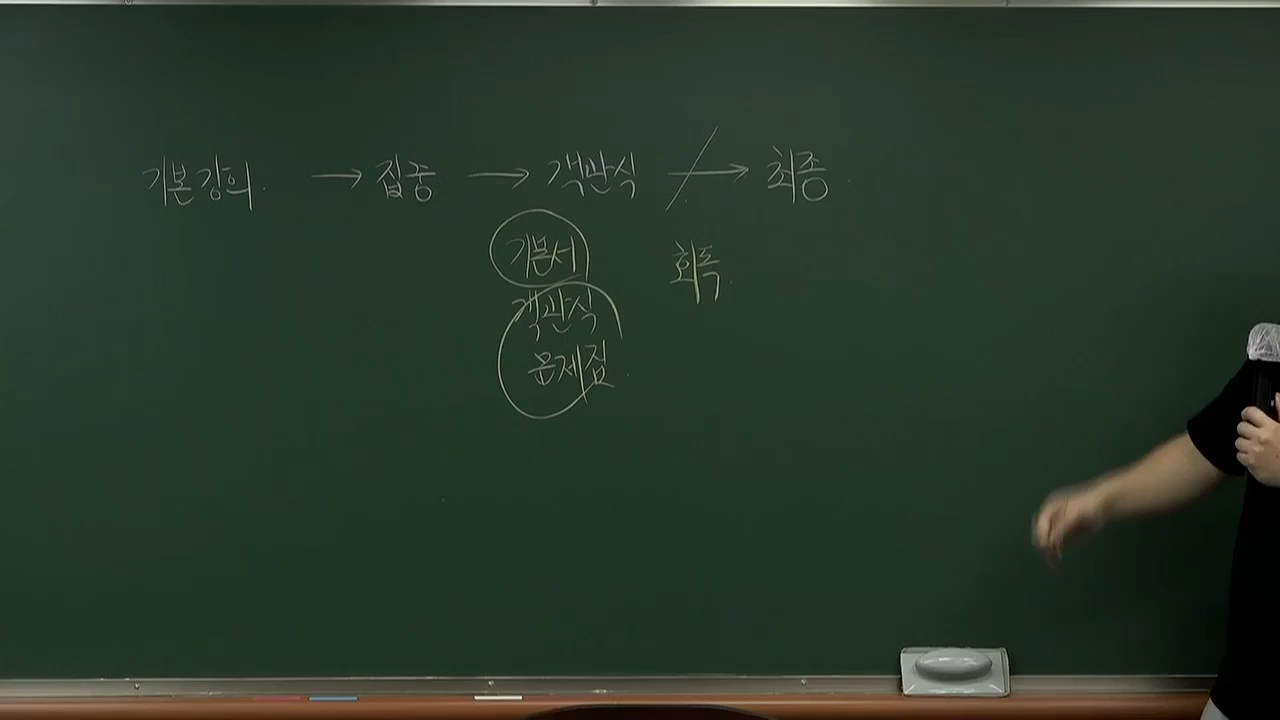 기본강의 → 집중 → 객관식 → 최종
기본서
회독
객관식
문제집